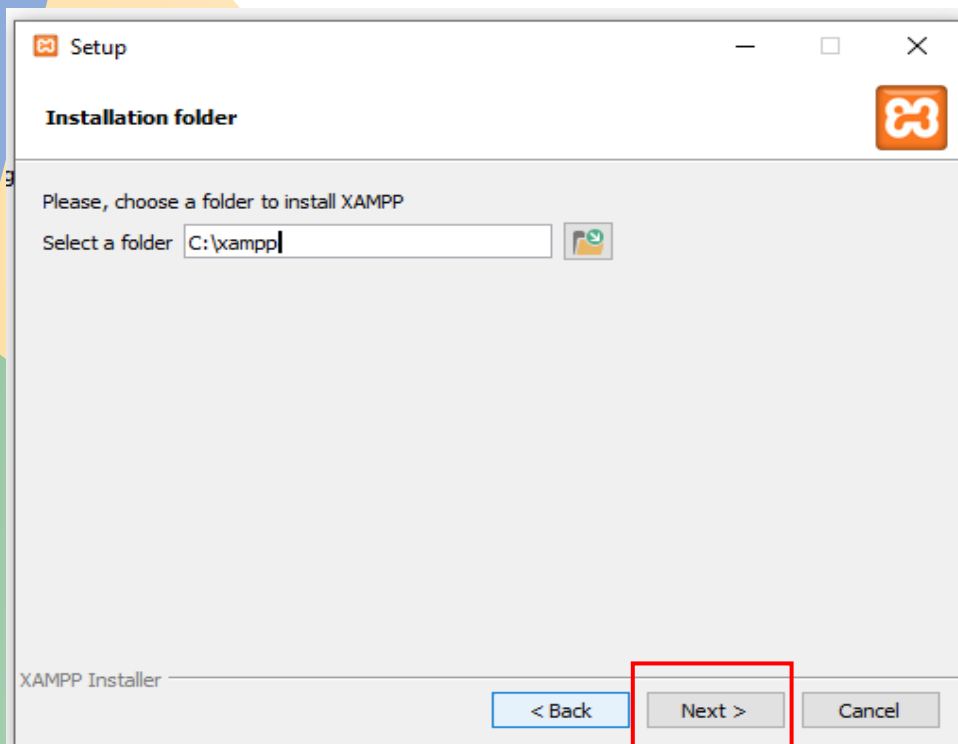 Setup
Installation folder
g
Please, choose a folder to install XAMPP
Select a folder C:\xampp
XAMPP Installer
< Back Next > Cancel